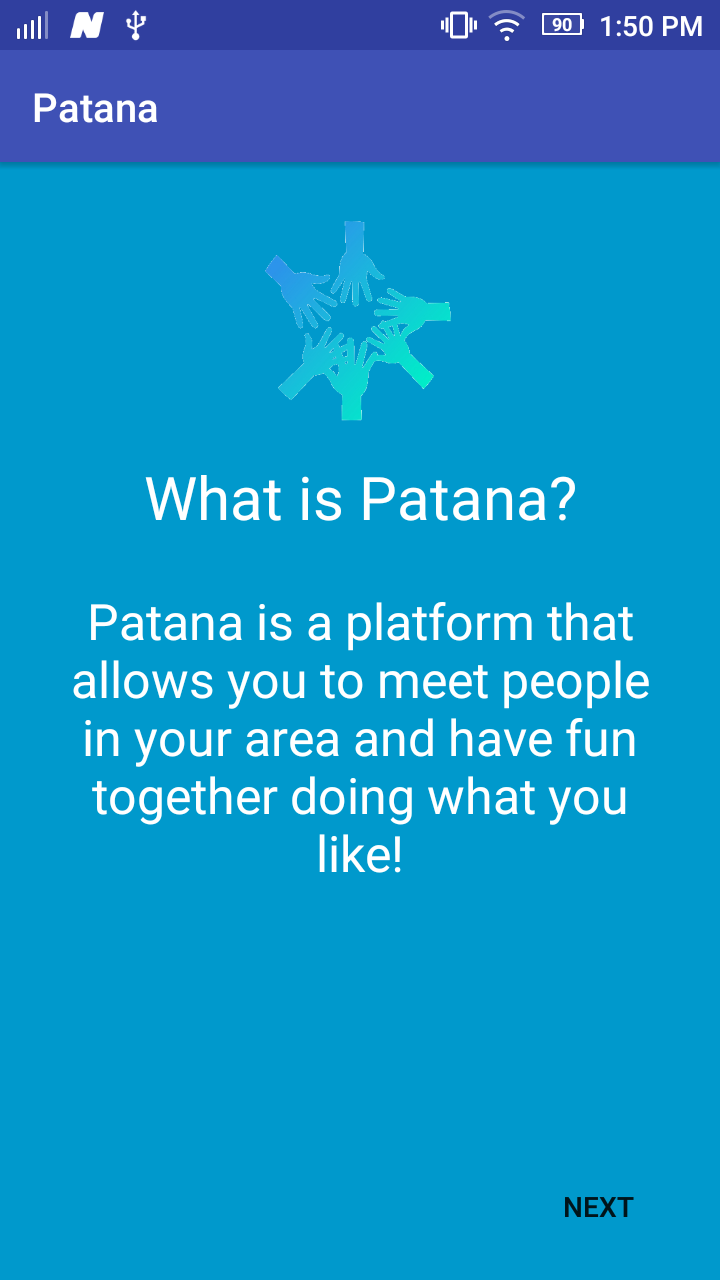 90 1:50 PM
Patana
What is Patana?
Patana is a platform that
allows you to meet people
in your area and have fun
together doing what you
like!
NEXT